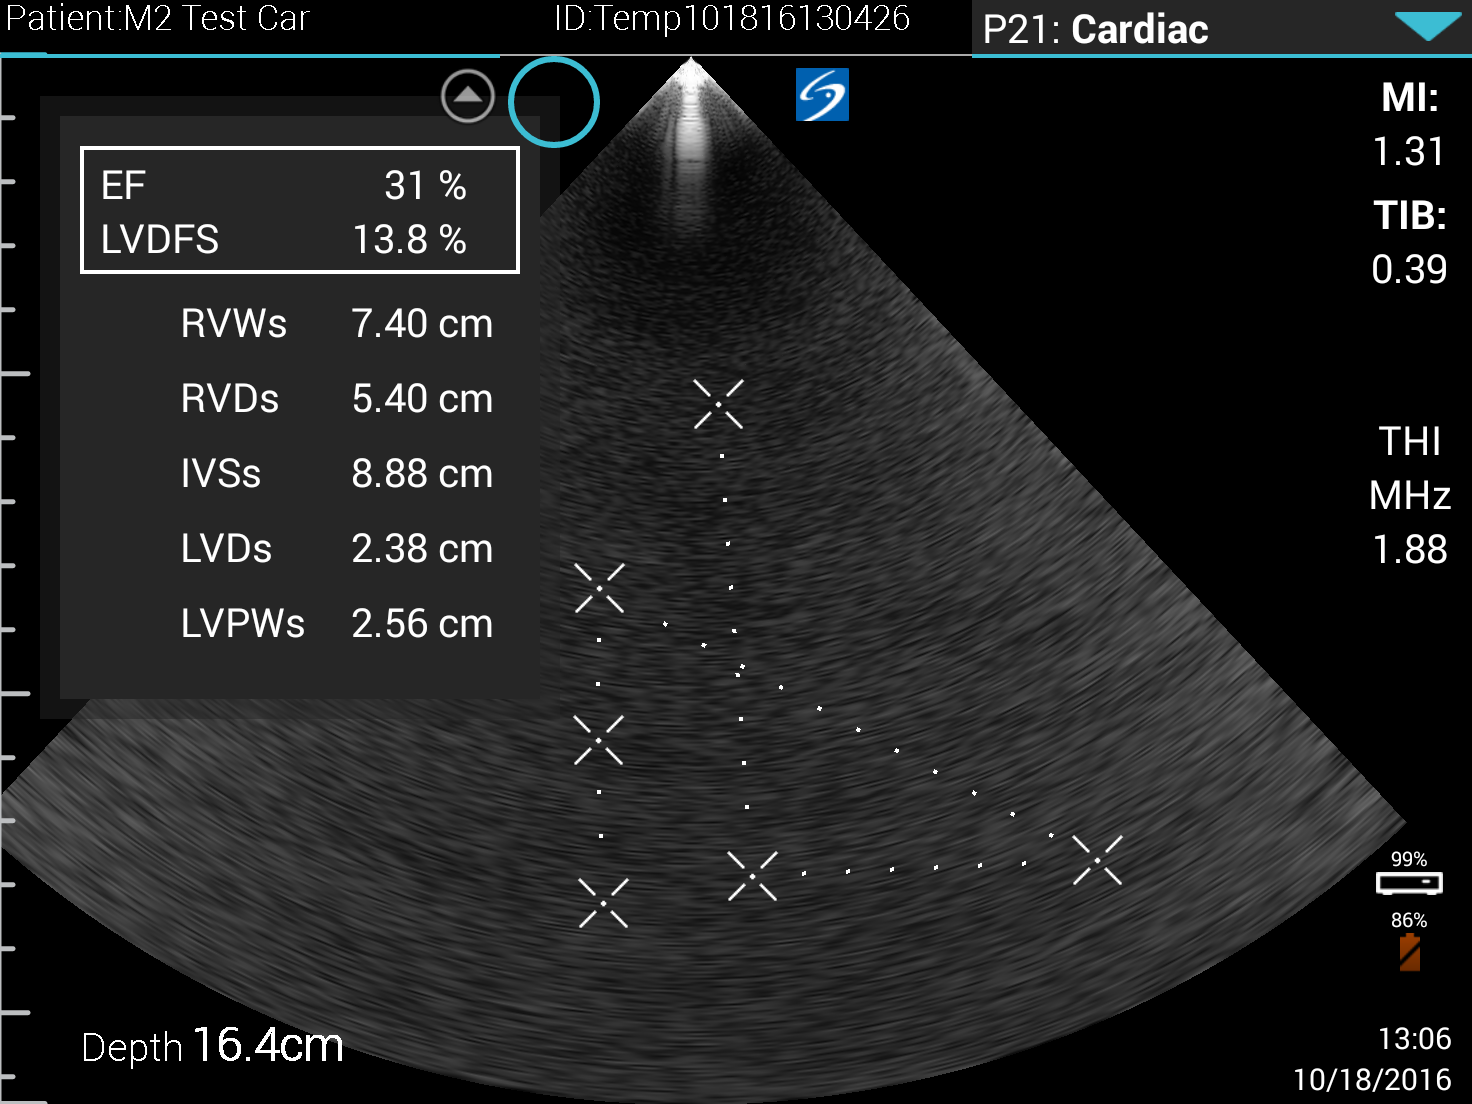 Patient:M2 Test Car
ID:Temp101816130426
P21: Cardiac
MI:
1.31
TIB:
0.39
EF 31 %
LVDFS 13.8 %
RVWs 7.40 cm
RVDs 5.40 cm
IVSs 8.88 cm
LVDs 2.38 cm
LVPWs 2.56 cm
THI
MHz
1.88
99%
86%
Depth 16.4cm
13:06
10/18/2016